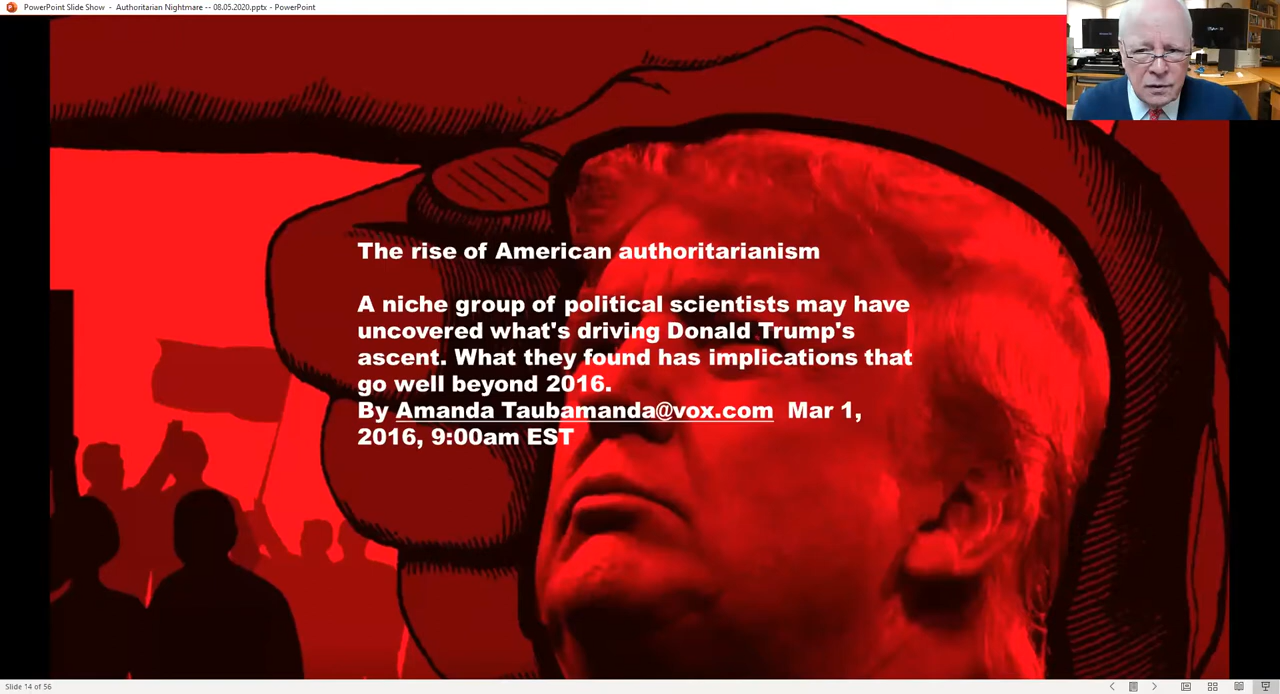 PowerPoint Slide Show - Authoritarian Nightmare -- 08.05.2020.pptx - PowerPoint
The rise of American authoritarianism
A niche group of political scientists may have
uncovered what's driving Donald Trump's
ascent. What they found has implications that
go well beyond 2016.
By Amanda Taubamanda@vox.com Mar 1,
2016, 9:00am EST
Slide 14 of 56